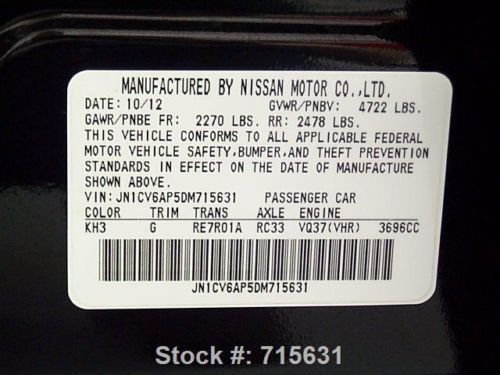 MANUFACTURED BY NISSAN MOTOR CO.,LTD.
DATE: 10/12 GVWR/PNBV: 4722 LBS.
GAWR/PNBE FR: 2270 LBS. RR: 2478 LBS.
THIS VEHICLE CONFORMS TO ALL APPLICABLE FEDERAL
MOTOR VEHICLE SAFETY, BUMPER, AND THEFT PREVENTION
STANDARDS IN EFFECT ON THE DATE OF MANUFACTURE
SHOWN ABOVE.
VIN: JN1CV6AP5DM715631 PASSENGER CAR
COLOR TRIM TRANS AXLE ENGINE
KH3 G RE7R01A RC33 VQ37(VHR) 3696CC
JN1CV6AP5DM715631
Stock #: 715631